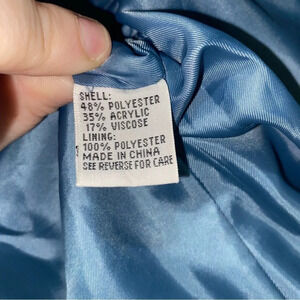 SHELL:
48% POLYESTER
35% ACRYLIC
17% VISCOSE
LINING:
100% POLYESTER
MADE IN CHINA
SEE REVERSE FOR CARE